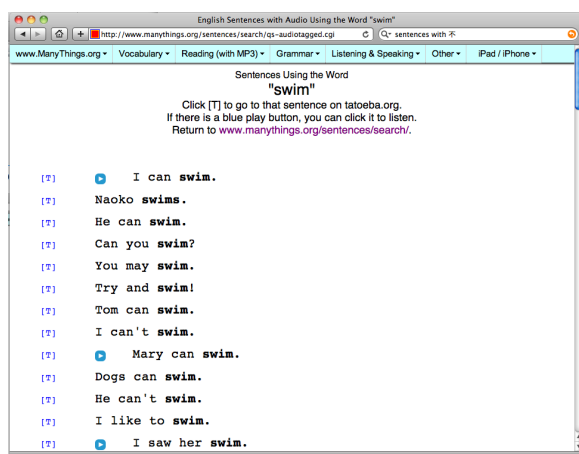 English Sentences with Audio Using the Word "swim"
http://www.manythings.org/sentences/search/qs-audiotagged.cgi
sentences with 不
www.ManyThings.org Vocabulary Reading (with MP3) Grammar Listening & Speaking Other iPad / iPhone
Sentences Using the Word
"swim"
Click [T] to go to that sentence on tatoeba.org.
If there is a blue play button, you can click it to listen.
Return to www.manythings.org/sentences/search/.
[T] I can swim.
[T] Naoko swims.
[T] He can swim.
[T] Can you swim?
[T] You may swim.
[T] Try and swim!
[T] Tom can swim.
[T] I can't swim.
[T] Mary can swim.
[T] Dogs can swim.
[T] He can't swim.
[T] I like to swim.
[T] I saw her swim.